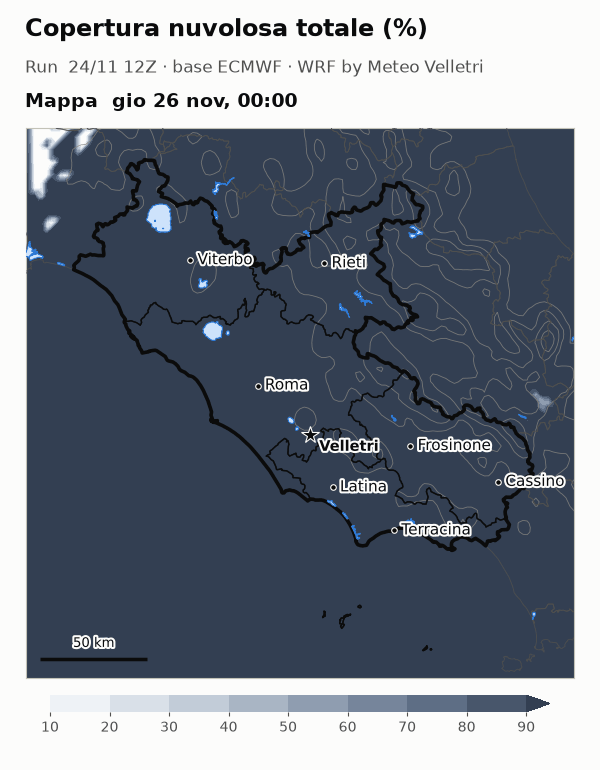 Copertura nuvolosa totale (%)
Run  24/11 12Z · base ECMWF · WRF by Meteo Velletri
Mappa  gio 26 nov, 00:00
Viterbo
Rieti
Roma
Velletri
Frosinone
Cassino
Latina
Terracina
50 km
10 20 30 40 50 60 70 80 90